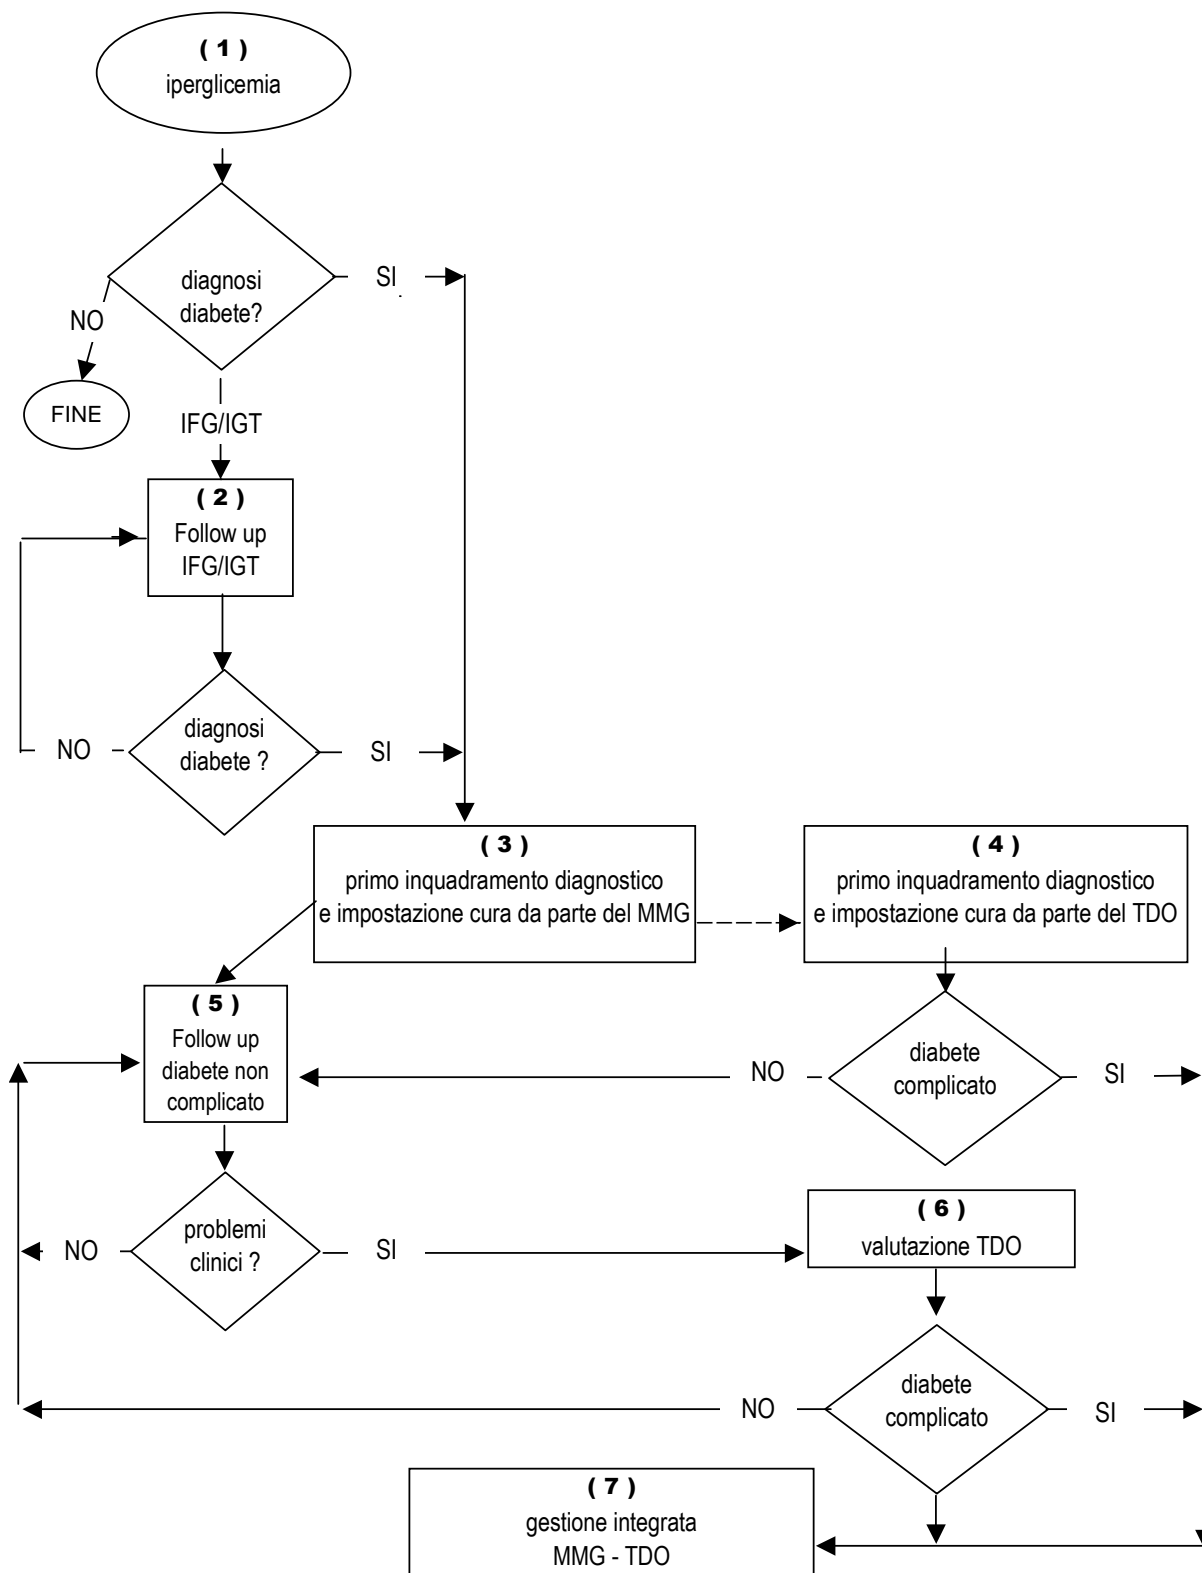 ( 1 )
iperglicemia
diagnosi
diabete?
SI
NO
FINE
IFG/IGT
( 2 )
Follow up
IFG/IGT
diagnosi
diabete ?
NO
SI
( 3 )
primo inquadramento diagnostico
e impostazione cura da parte del MMG
( 4 )
primo inquadramento diagnostico
e impostazione cura da parte del TDO
( 5 )
Follow up
diabete non
complicato
NO
diabete
complicato
SI
problemi
clinici ?
NO
SI
( 6 )
valutazione TDO
NO
diabete
complicato
SI
( 7 )
gestione integrata
MMG - TDO